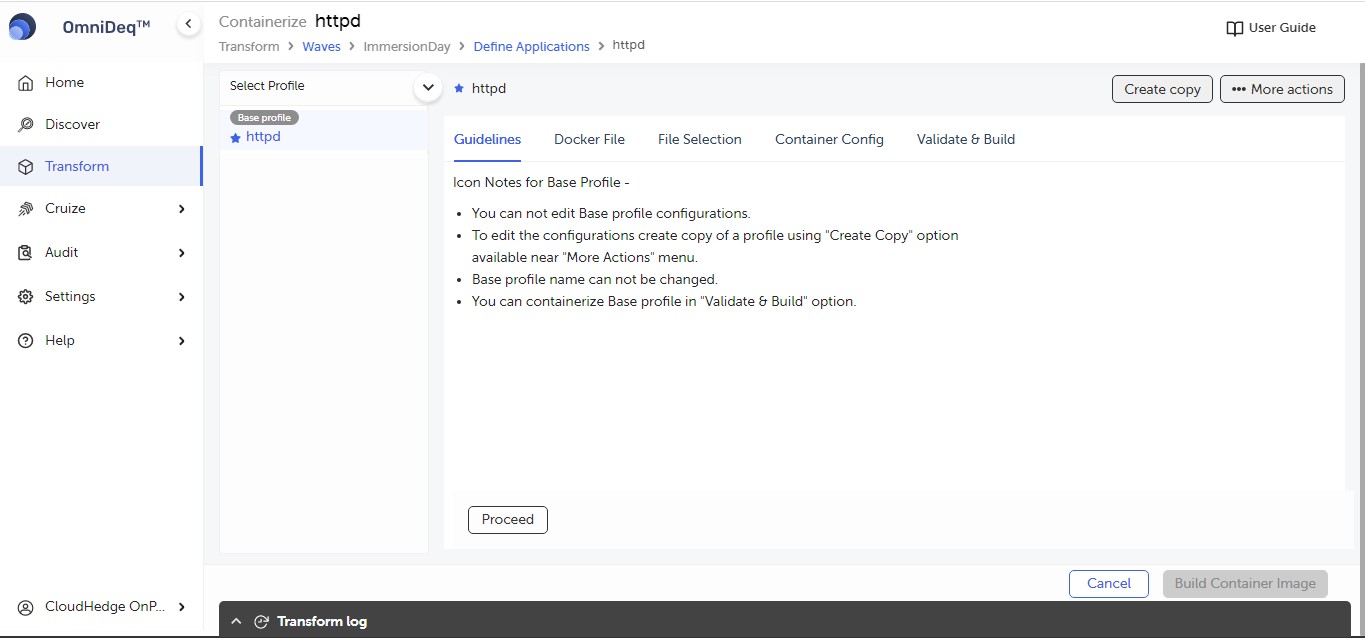 OmniDeq™
Containerize httpd
Transform > Waves > ImmersionDay > Define Applications > httpd
User Guide
Home
Discover
Transform
Cruize
Audit
Settings
Help
CloudHedge OnP...
Select Profile
Base profile
httpd
httpd
Create copy
••• More actions
Guidelines
Docker File
File Selection
Container Config
Validate & Build
Icon Notes for Base Profile -
• You can not edit Base profile configurations.
• To edit the configurations create copy of a profile using "Create Copy" option
available near "More Actions" menu.
• Base profile name can not be changed.
• You can containerize Base profile in "Validate & Build" option.
Proceed
Cancel
Build Container Image
Transform log